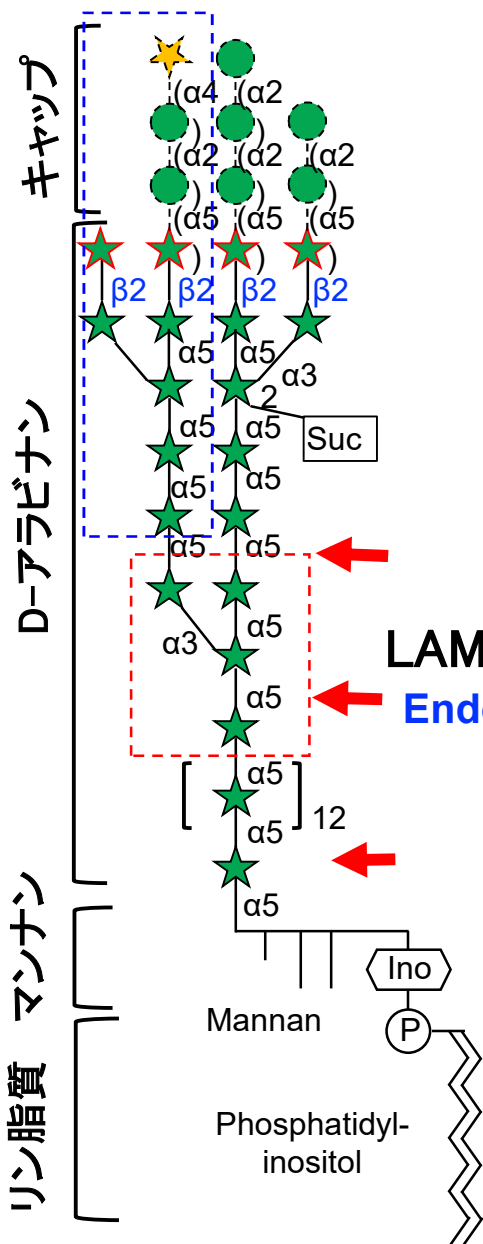 キャップ
(α4 (α2
) )
(α2 (α2 (α2
) ) )
(α5 (α5 (α5
) ) )
β2 β2 β2 β2
α5 α5 α3
2
α5 α5 Suc
α5 α5
α5 α5
D-アラビナン
α3 α5
LAM
α5
Endo
α5
12
α5
α5
マンナン
Ino
Mannan
P
リン脂質
Phosphatidyl-
inositol